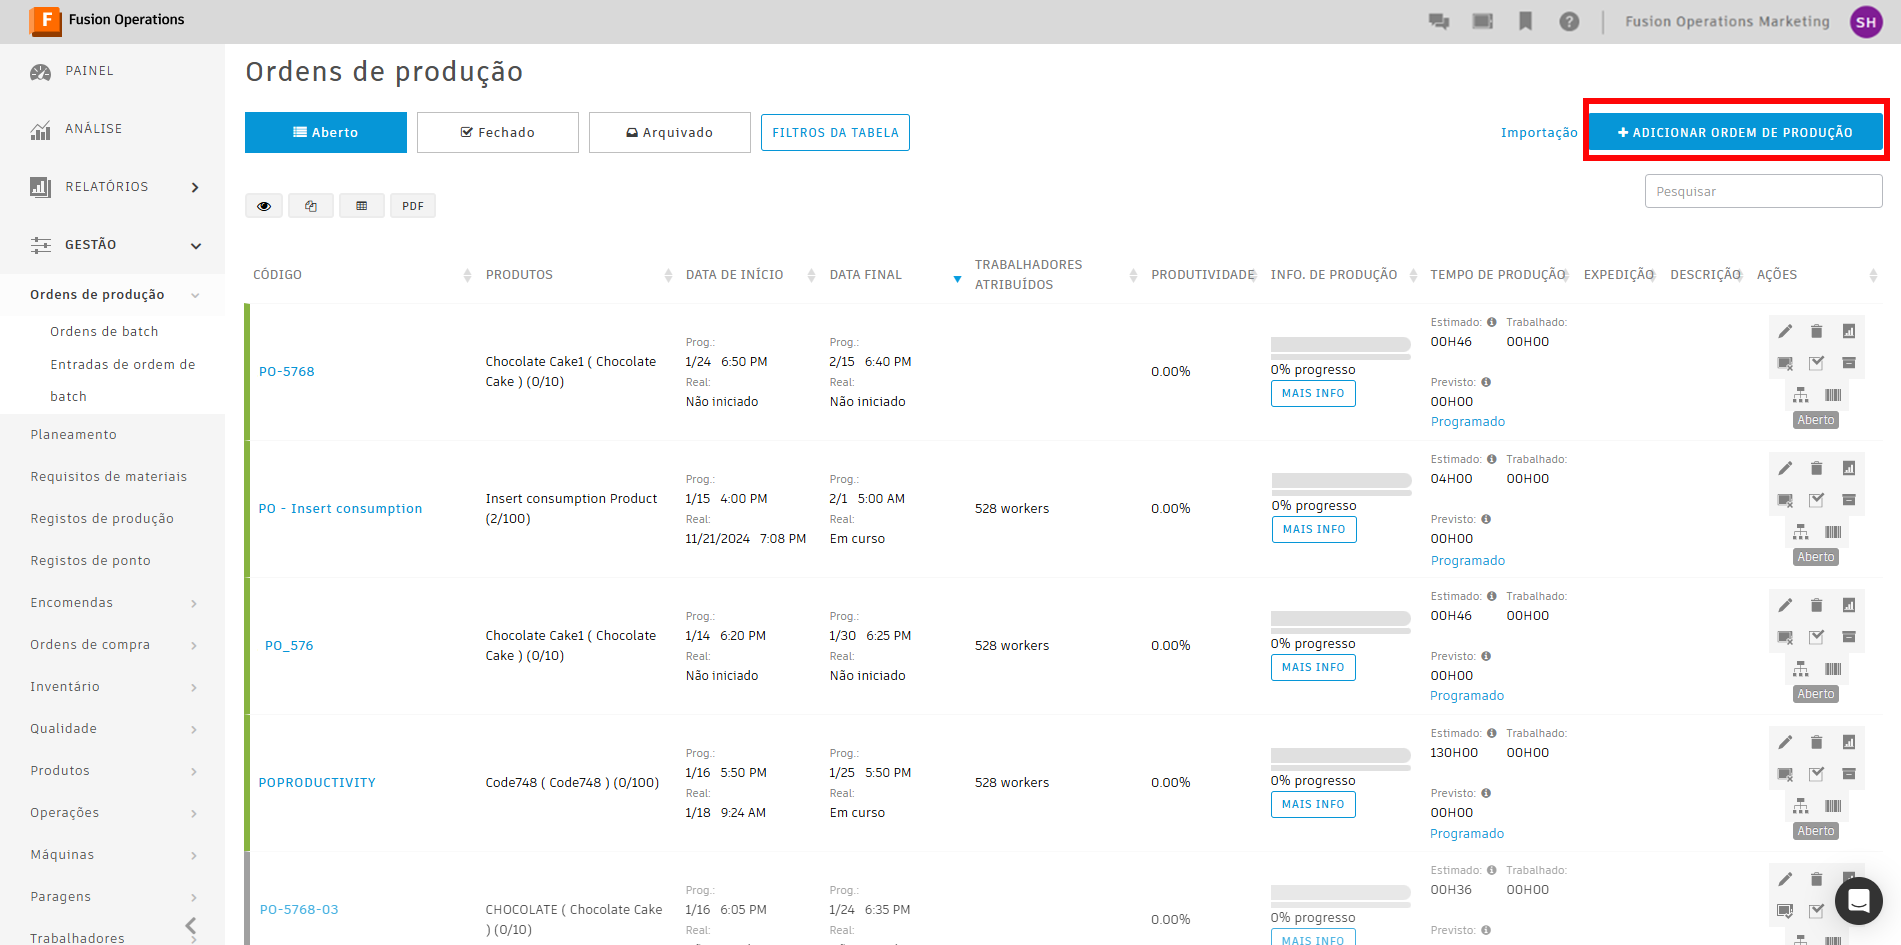 F Fusion Operations
Fusion Operations Marketing SH
PAINEL
ANÁLISE
RELATÓRIOS
GESTÃO
Ordens de produção
Ordens de batch
Entradas de ordem de
batch
Planeamento
Requisitos de materiais
Registos de produção
Registos de ponto
Encomendas
Ordens de compra
Inventário
Qualidade
Produtos
Operações
Máquinas
Paragens
Trabalhadores
Ordens de produção
Aberto Fechado Arquivado FILTROS DA TABELA Importação + ADICIONAR ORDEM DE PRODUÇÃO
Pesquisar
PDF
CÓDIGO PRODUTOS DATA DE INÍCIO DATA FINAL TRABALHADORES ATRIBUÍDOS PRODUTIVIDADE INFO. DE PRODUÇÃO TEMPO DE PRODUÇÃO EXPEDIÇÃO DESCRIÇÃO AÇÕES
PO-5768
Chocolate Cake1 ( Chocolate
Cake ) (0/10)
Prog.:
1/24 6:50 PM
Real:
Não iniciado
Prog.:
2/15 6:40 PM
Real:
Não iniciado
0.00%
0% progresso
MAIS INFO
Estimado: Trabalhado:
00H46 00H00
Previsto:
00H00
Programado
Aberto
PO - Insert consumption
Insert consumption Product
(2/100)
Prog.:
1/15 4:00 PM
Real:
11/21/2024 7:08 PM
Prog.:
2/1 5:00 AM
Real:
Em curso
528 workers
0.00%
0% progresso
MAIS INFO
Estimado: Trabalhado:
04H00 00H00
Previsto:
00H00
Programado
Aberto
PO_576
Chocolate Cake1 ( Chocolate
Cake ) (0/10)
Prog.:
1/14 6:20 PM
Real:
Não iniciado
Prog.:
1/30 6:25 PM
Real:
Não iniciado
528 workers
0.00%
0% progresso
MAIS INFO
Estimado: Trabalhado:
00H46 00H00
Previsto:
00H00
Programado
Aberto
POPRODUCTIVITY
Code748 ( Code748 ) (0/100)
Prog.:
1/16 5:50 PM
Real:
1/18 9:24 AM
Prog.:
1/25 5:50 PM
Real:
Em curso
528 workers
0.00%
0% progresso
MAIS INFO
Estimado: Trabalhado:
130H00 00H00
Previsto:
00H00
Programado
Aberto
PO-5768-03
CHOCOLATE ( Chocolate Cake
) (0/10)
Prog.:
1/16 6:05 PM
Real:
Prog.:
1/24 6:35 PM
Real:
0.00%
0% progresso
MAIS INFO
Estimado: Trabalhado:
00H36 00H00
Previsto: